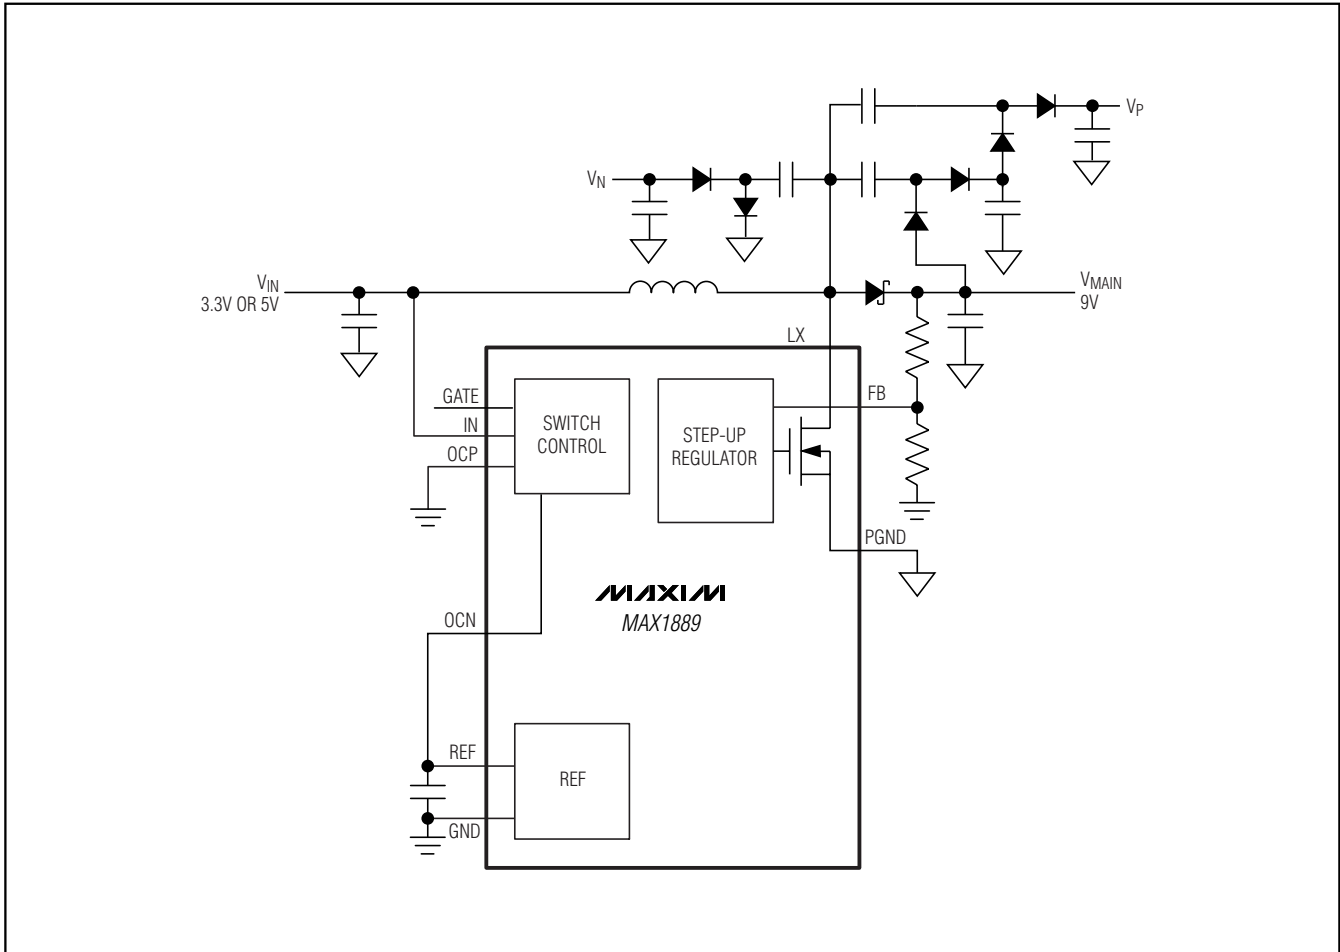 VP
VN
VIN
3.3V OR 5V
VMAIN
9V
LX
GATE
IN
OCP
SWITCH
CONTROL
STEP-UP
REGULATOR
FB
PGND
MAXIM
MAX1889
OCN
REF
REF
GND